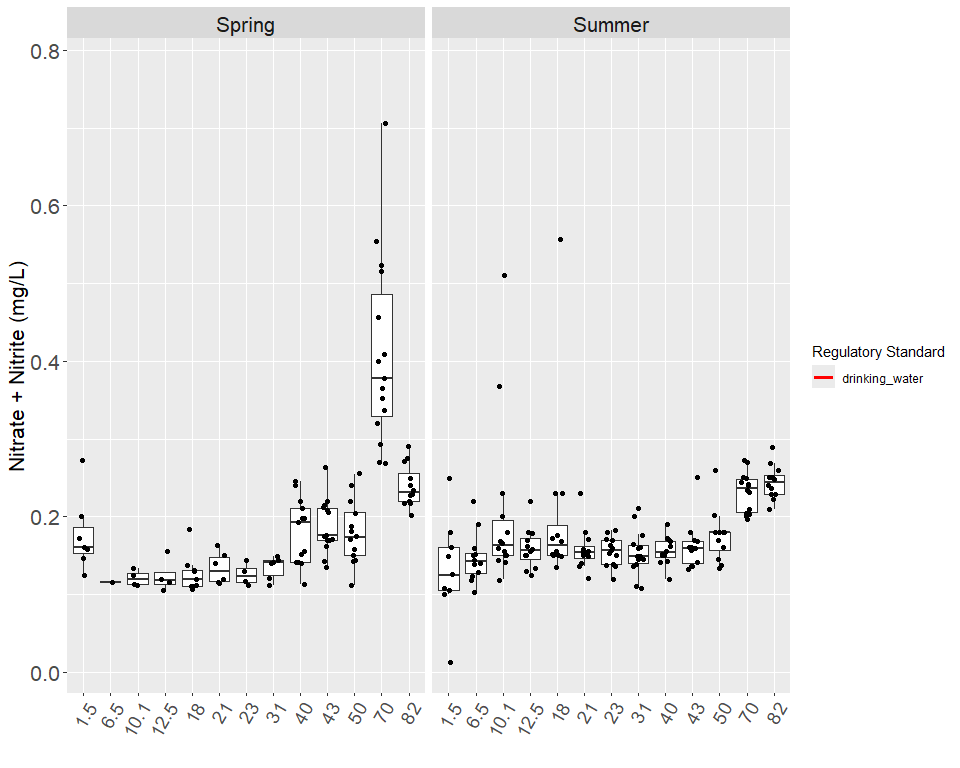 Spring
Summer
0.8
0.6
0.4
0.2
0.0
Nitrate + Nitrite (mg/L)
1.5 6.5 10.1 12.5 18 21 23 31 40 43 50 70 82
1.5 6.5 10.1 12.5 18 21 23 31 40 43 50 70 82
Regulatory Standard
drinking_water